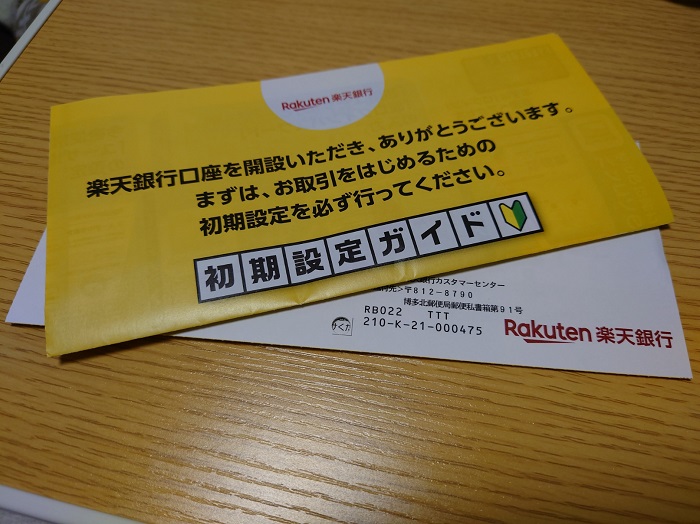 Rakuten 楽天銀行
楽天銀行口座を開設いただき、ありがとうございます。
まずは、お取引をはじめるための
初期設定を必ず行ってください。
初期設定ガイド
銀行カスタマーセンター
先>〒812-8790
博多北郵便局郵便私書箱第91号
RB022 TTT
210-K-21-000475
Rakuten 楽天銀行